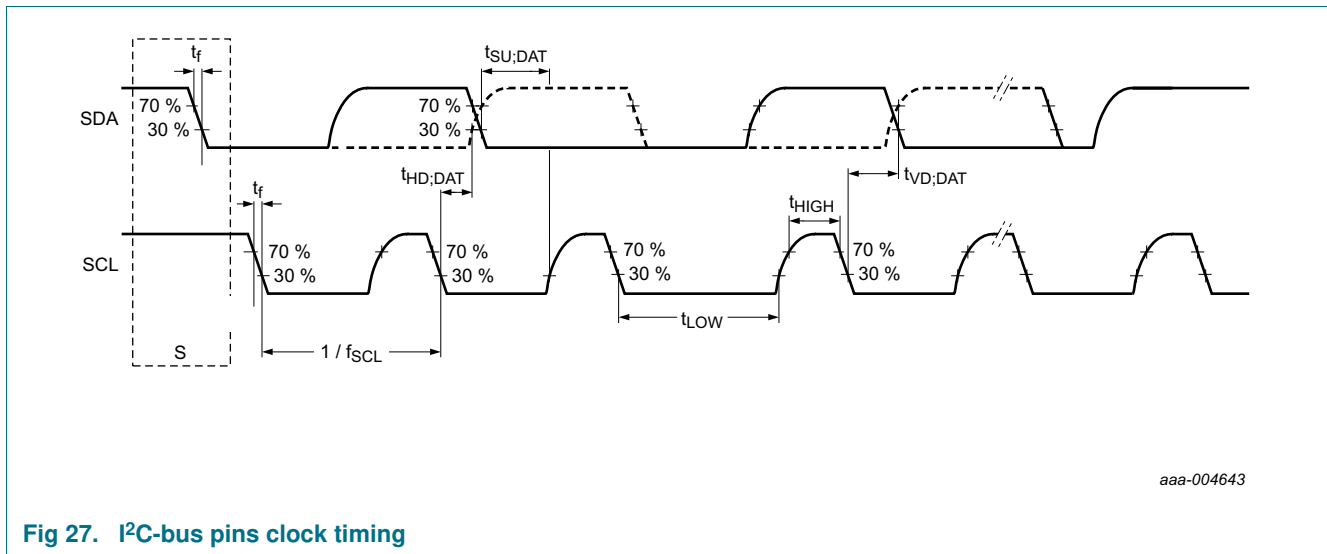 t_f
t_SU;DAT
70 %
30 %
70 %
30 %
SDA
t_HD;DAT
t_VD;DAT
t_f
t_HIGH
70 %
30 %
70 %
30 %
70 %
30 %
70 %
30 %
SCL
t_LOW
S
1 / f_SCL
aaa-004643
Fig 27. I²C-bus pins clock timing